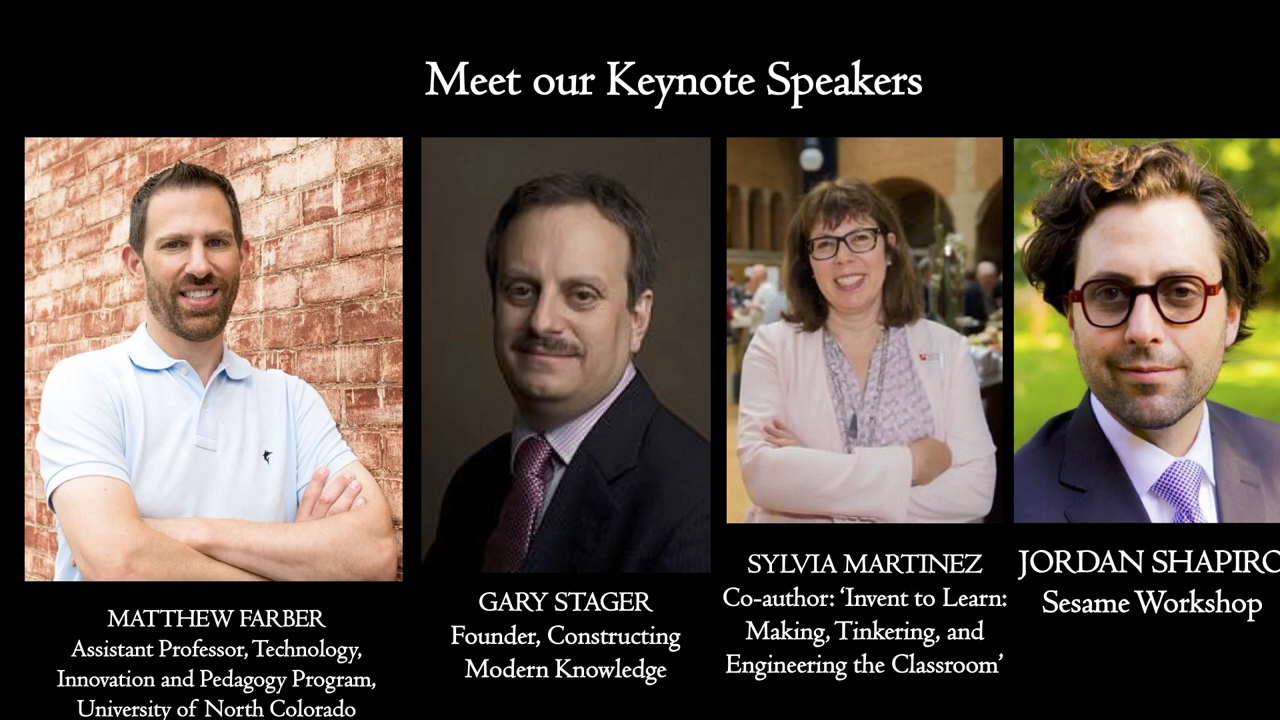 Meet our Keynote Speakers
MATTHEW FARBER
Assistant Professor, Technology,
Innovation and Pedagogy Program,
University of North Colorado
GARY STAGER
Founder, Constructing
Modern Knowledge
SYLVIA MARTINEZ
Co-author: ‘Invent to Learn:
Making, Tinkering, and
Engineering the Classroom’
JORDAN SHAPIRO
Sesame Workshop